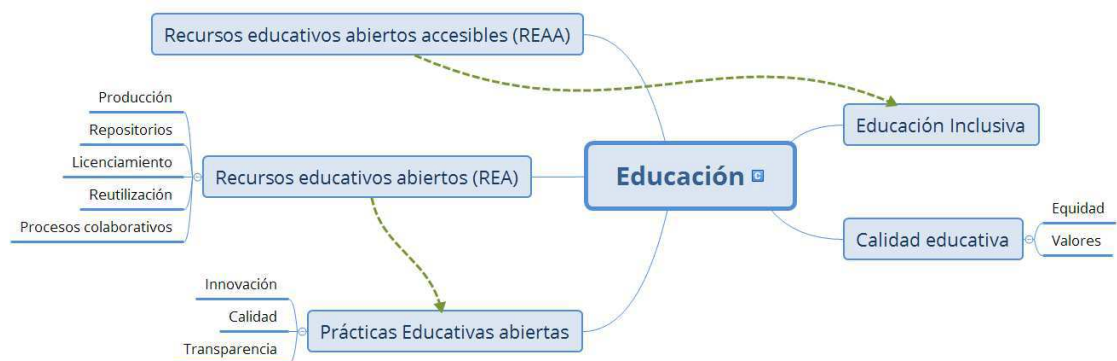 Recursos educativos abiertos accesibles (REAA)
Producción
Repositorios
Licenciamiento
Reutilización
Procesos colaborativos
Recursos educativos abiertos (REA)
Innovación
Calidad
Transparencia
Prácticas Educativas abiertas
Educación
Educación Inclusiva
Calidad educativa
Equidad
Valores